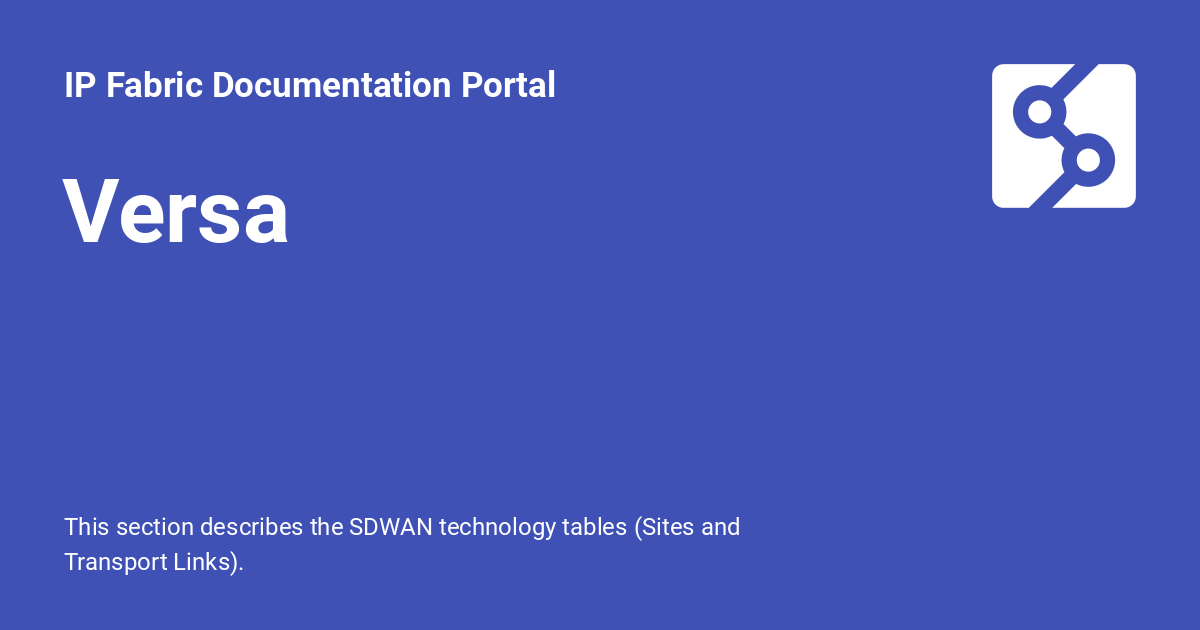 IP Fabric Documentation Portal
Versa
This section describes the SDWAN technology tables (Sites and
Transport Links).